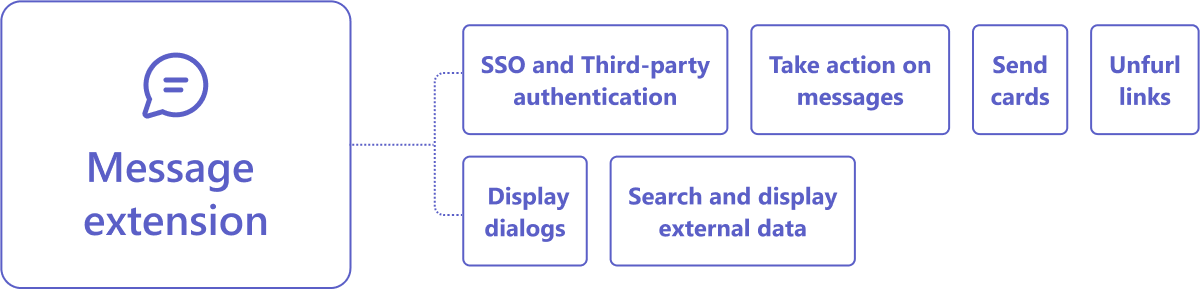 Message
extension
SSO and Third-party
authentication
Take action on
messages
Send
cards
Unfurl
links
Display
dialogs
Search and display
external data